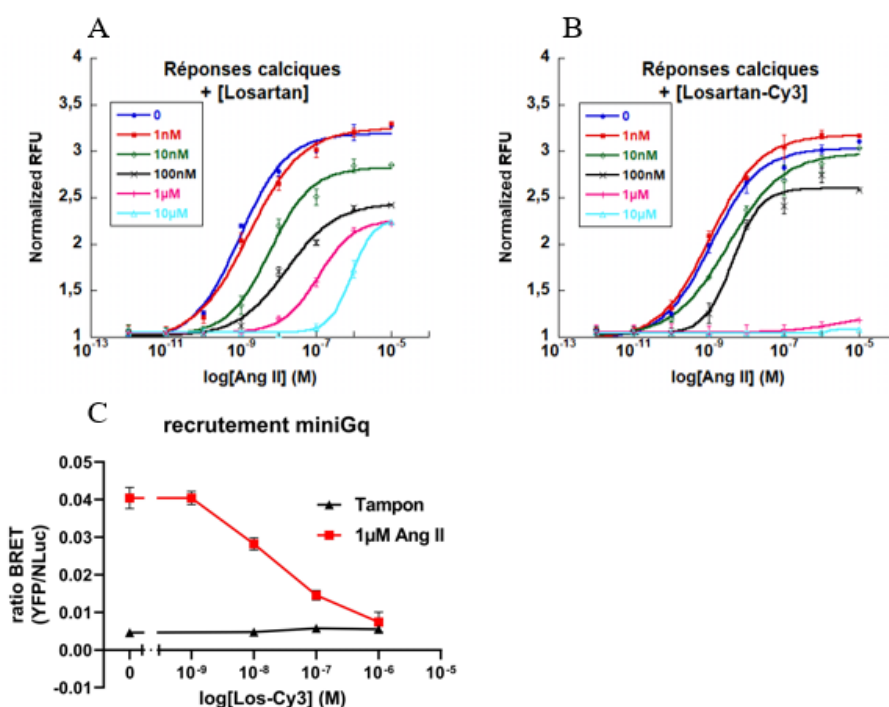 A
Réponses calciques
+ [Losartan]
Normalized RFU
4
3,5
3
2,5
2
1,5
1
0
1nM
10nM
100nM
1µM
10µM
10-13
10-11
10-9
10-7
10-5
log[Ang II] (M)
B
Réponses calciques
+ [Losartan-Cy3]
Normalized RFU
4
3,5
3
2,5
2
1,5
1
0
1nM
10nM
100nM
1µM
10µM
10-13
10-11
10-9
10-7
10-5
log[Ang II] (M)
C
recrutement miniGq
ratio BRET
(YFP/NLuc)
0.05
0.04
0.03
0.02
0.01
0.00
-0.01
Tampon
1µM Ang II
0
10-9
10-8
10-7
10-6
10-5
log[Los-Cy3] (M)